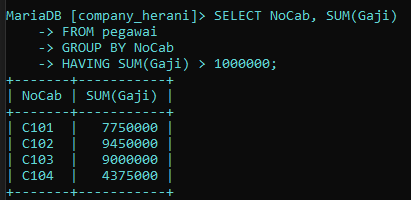 MariaDB [company_herani]> SELECT NoCab, SUM(Gaji)
    -> FROM pegawai
    -> GROUP BY NoCab
    -> HAVING SUM(Gaji) > 1000000;
+-------+-----------+
| NoCab | SUM(Gaji) |
+-------+-----------+
| C101  |   7750000 |
| C102  |   9450000 |
| C103  |   9000000 |
| C104  |   4375000 |
+-------+-----------+